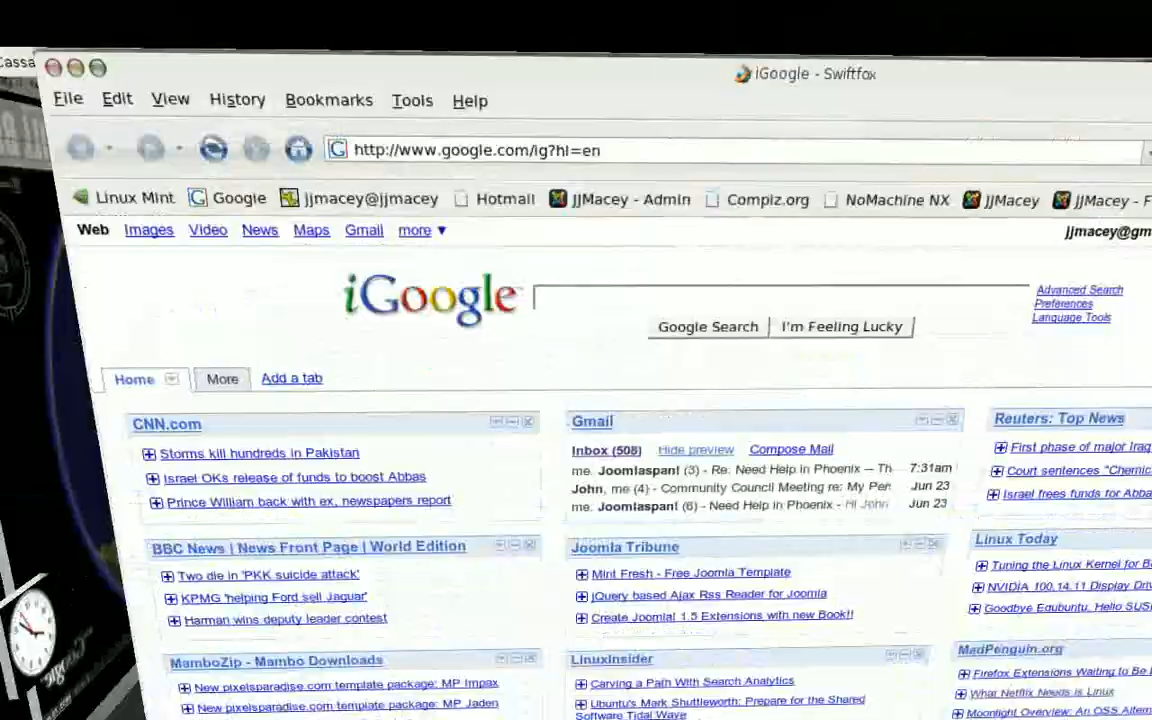 Cassa
iGoogle - Swiftfox
File Edit View History Bookmarks Tools Help
http://www.google.com/ig?hl=en
Linux Mint Google jjmacey@jjmacey Hotmail JJMacey - Admin Compiz.org NoMachine NX JJMacey JJMacey - F
Web Images Video News Maps Gmail more ▼ jjmacey@gm
iGoogle
Advanced Search
Preferences
Language Tools
Google Search I'm Feeling Lucky
Home More Add a tab
CNN.com
Storms kill hundreds in Pakistan
Israel OKs release of funds to boost Abbas
Prince William back with ex, newspapers report
Gmail
Inbox (508) Hide preview Compose Mail
me. Joomlaspan! (3) - Re: Need Help in Phoenix — Th 7:31am
John, me (4) - Community Council Meeting re: My Per Jun 23
me. Joomlaspan! (6) - Need Help in Phoenix - Hi John Jun 23
Reuters: Top News
First phase of major Iraq
Court sentences "Chemic
Israel frees funds for Abba
BBC News | News Front Page | World Edition
Two die in 'PKK suicide attack'
KPMG 'helping Ford sell Jaguar'
Harman wins deputy leader contest
Joomla Tribune
Mint Fresh - Free Joomla Template
jQuery based Ajax Rss Reader for Joomla
Create Joomla! 1.5 Extensions with new Book!!
Linux Today
Tuning the Linux Kernel for B
NVIDIA 100.14.11 Display Driv
Goodbye Edubuntu, Hello SUS
MamboZip - Mambo Downloads
New pixelsparadise.com template package: MP Impax
New pixelsparadise.com template package: MP Jaden
LinuxInsider
Carving a Path With Search Analytics
Ubuntu's Mark Shuttleworth: Prepare for the Shared
Software Tidal Wave
MadPenguin.org
Firefox Extensions Waiting to Be
What Netflix Needs is Linux
Moonlight Overview: An OSS Altern